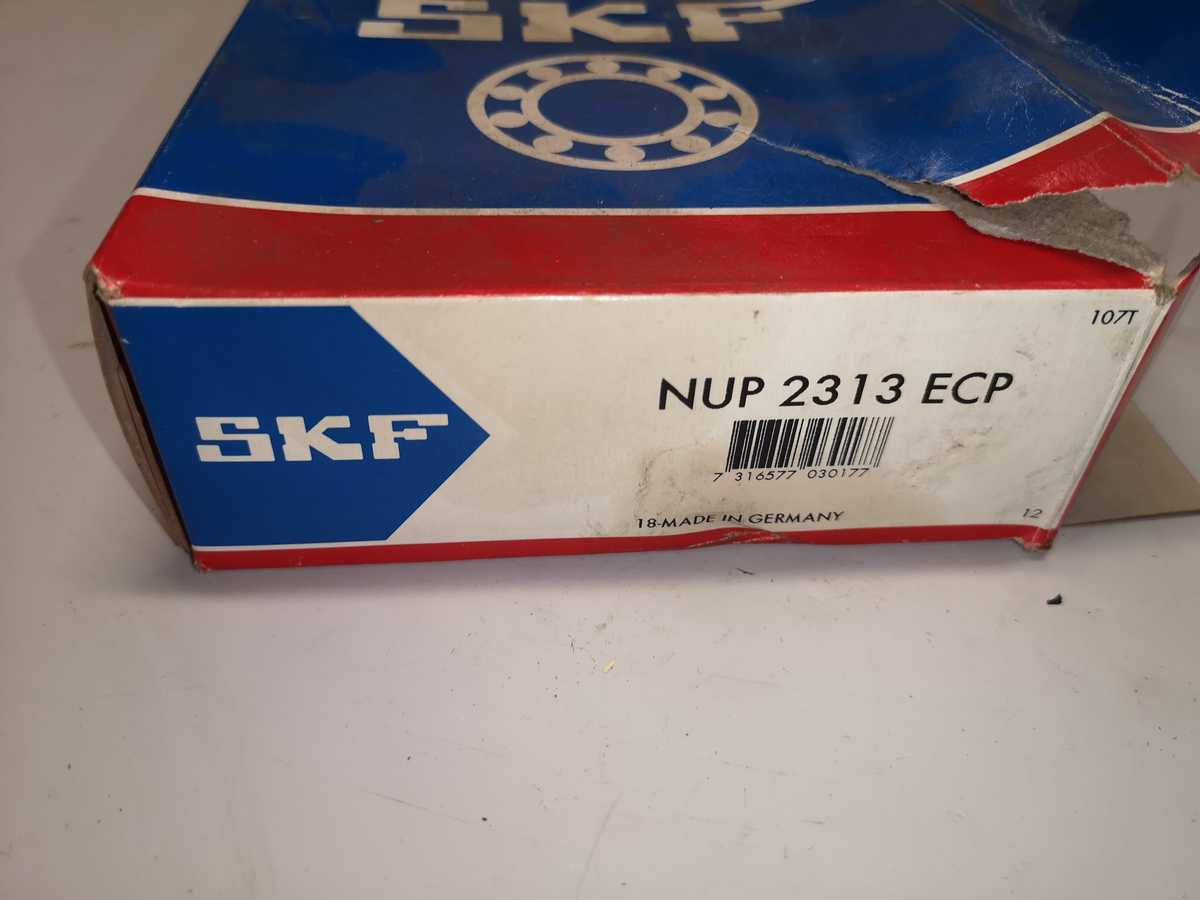 SKF
107T
NUP 2313 ECP
SKF
7 316577 030177
18-MADE IN GERMANY
12